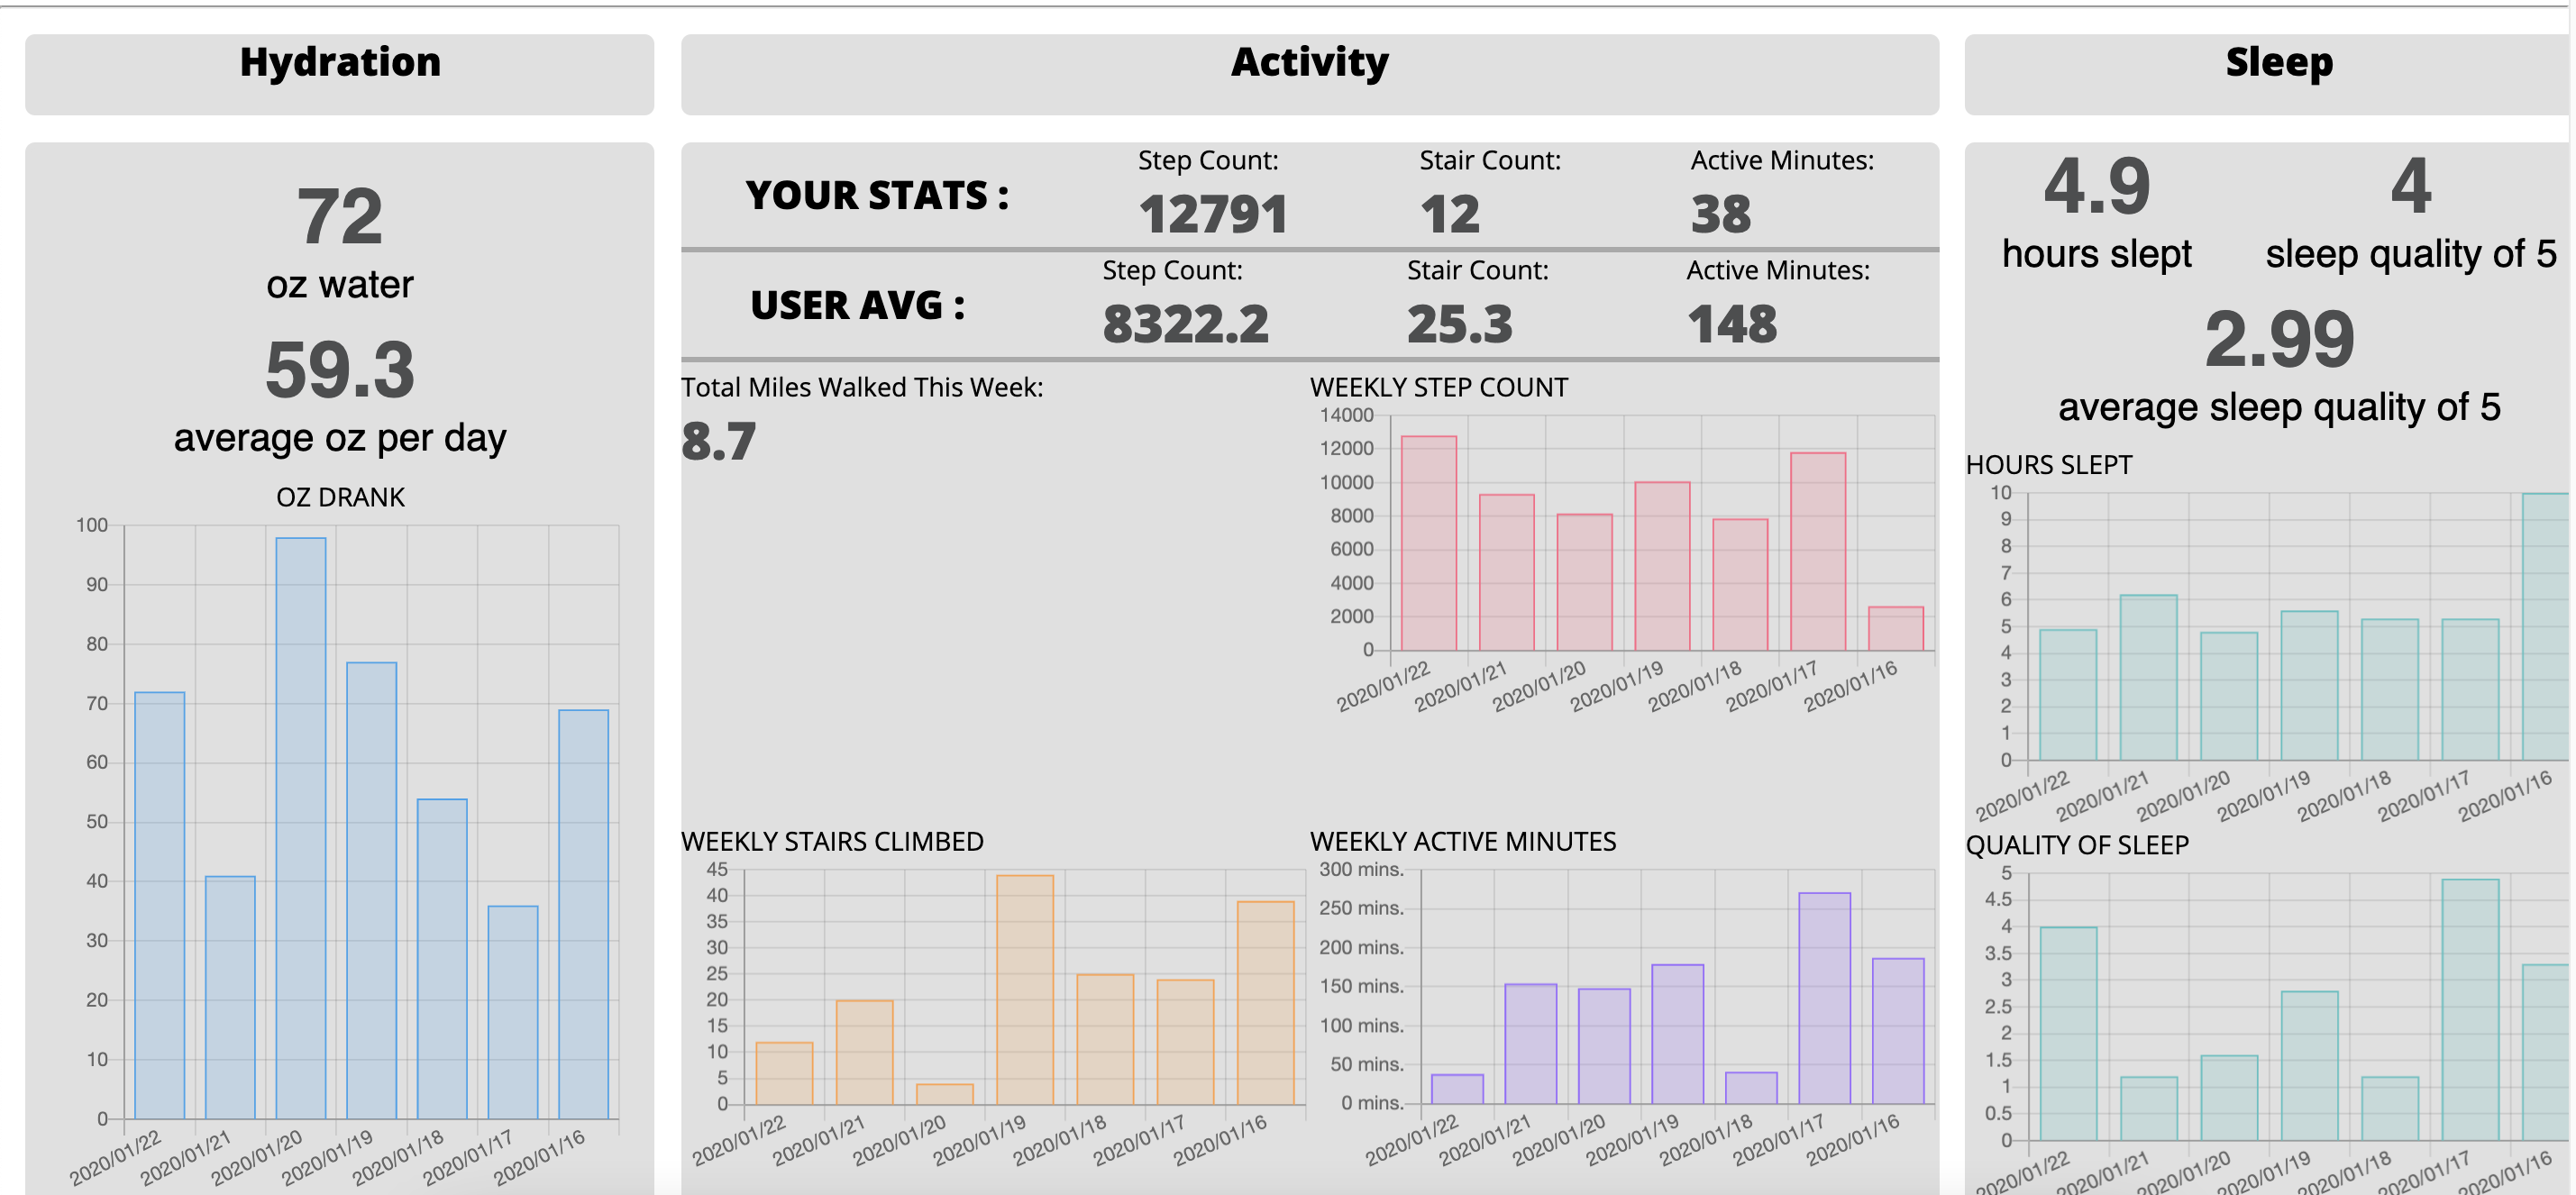 Hydration
72
oz water
59.3
average oz per day
OZ DRANK
100
90
80
70
60
50
40
30
20
10
0
2020/01/22 2020/01/21 2020/01/20 2020/01/19 2020/01/18 2020/01/17 2020/01/16
Activity
YOUR STATS : Step Count: 12791 Stair Count: 12 Active Minutes: 38
USER AVG : Step Count: 8322.2 Stair Count: 25.3 Active Minutes: 148
Total Miles Walked This Week:
8.7
WEEKLY STEP COUNT
14000
12000
10000
8000
6000
4000
2000
0
2020/01/22 2020/01/21 2020/01/20 2020/01/19 2020/01/18 2020/01/17 2020/01/16
WEEKLY STAIRS CLIMBED
45
40
35
30
25
20
15
10
5
0
2020/01/22 2020/01/21 2020/01/20 2020/01/19 2020/01/18 2020/01/17 2020/01/16
WEEKLY ACTIVE MINUTES
300 mins.
250 mins.
200 mins.
150 mins.
100 mins.
50 mins.
0 mins.
2020/01/22 2020/01/21 2020/01/20 2020/01/19 2020/01/18 2020/01/17 2020/01/16
Sleep
4.9 4
hours slept sleep quality of 5
2.99
average sleep quality of 5
HOURS SLEPT
10
9
8
7
6
5
4
3
2
1
0
2020/01/22 2020/01/21 2020/01/20 2020/01/19 2020/01/18 2020/01/17 2020/01/16
QUALITY OF SLEEP
5
4.5
4
3.5
3
2.5
2
1.5
1
0.5
0
2020/01/22 2020/01/21 2020/01/20 2020/01/19 2020/01/18 2020/01/17 2020/01/16